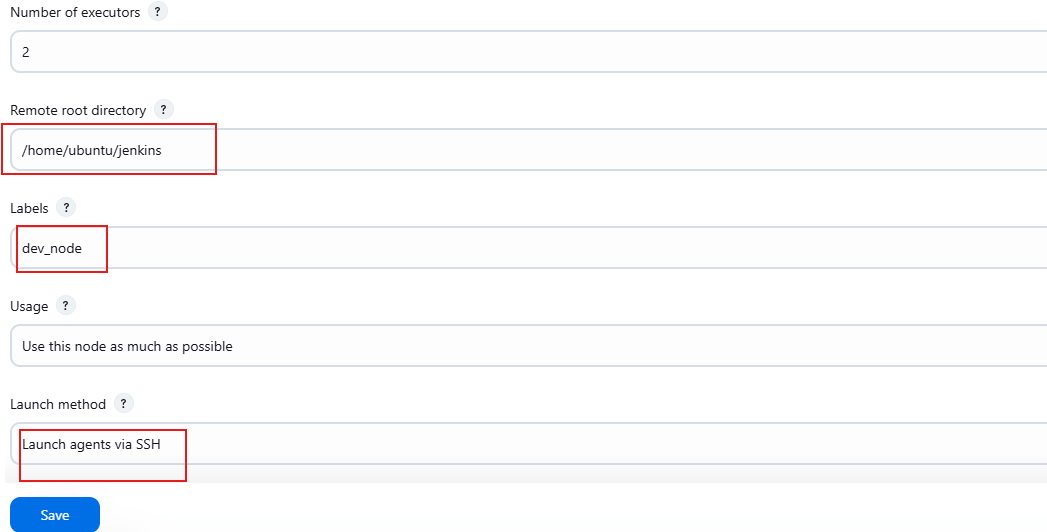 Number of executors ?
2
Remote root directory ?
/home/ubuntu/jenkins
Labels ?
dev_node
Usage ?
Use this node as much as possible
Launch method ?
Launch agents via SSH
Save